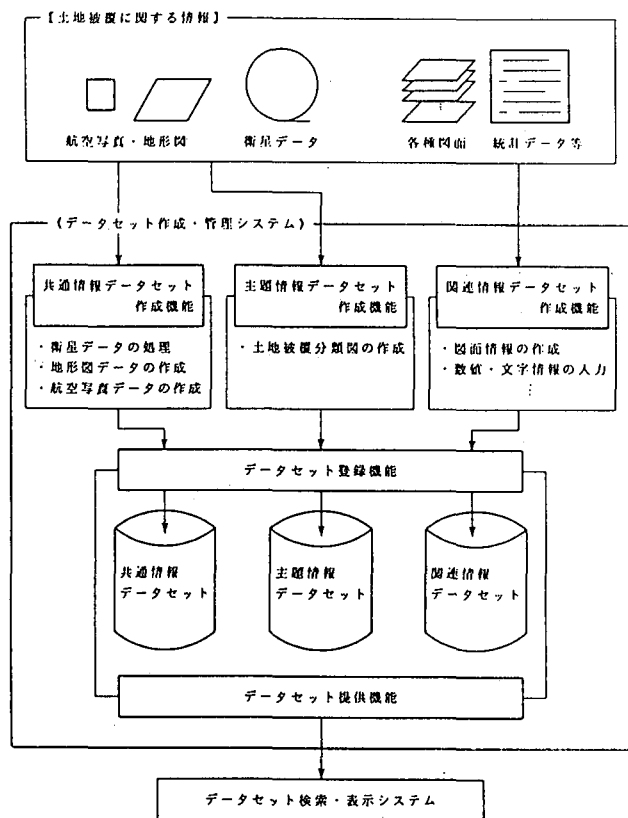 【土地被覆に関する情報】
航空写真・地形図
衛星データ
各種図面
統計データ等
《データセット作成・管理システム》
共通情報データセット
作成機能
・衛星データの処理
・地形図データの作成
・航空写真データの作成
主題情報データセット
作成機能
・土地被覆分類図の作成
関連情報データセット
作成機能
・図面情報の作成
・数値・文字情報の入力
⋮
データセット登録機能
共通情報
データセット
主題情報
データセット
関連情報
データセット
データセット提供機能
データセット検索・表示システム